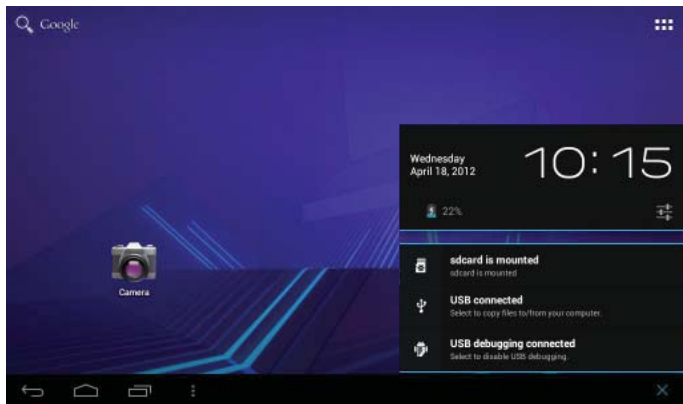 Google
Wednesday
April 18, 2012
10:15
22%
sdcard is mounted
sdcard is mounted
USB connected
Select to copy files to/from your computer.
USB debugging connected
Select to disable USB debugging.
Camera